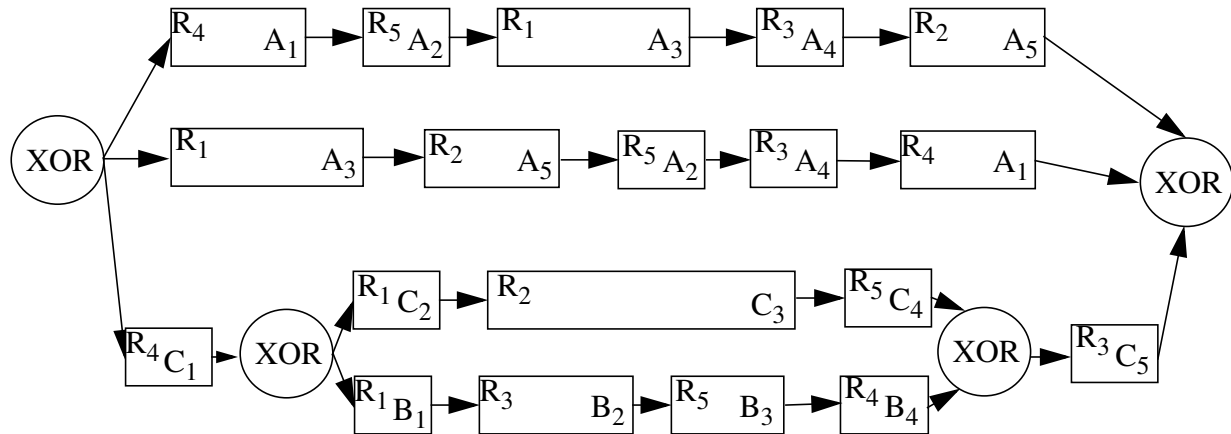 R4 A1 R5 A2 R1 A3 R3 A4 R2 A5
XOR
R1 A3 R2 A5 R5 A2 R3 A4 R4 A1
XOR
R1 C2 R2 C3 R5 C4
R4 C1 XOR XOR R3 C5
R1 B1 R3 B2 R5 B3 R4 B4